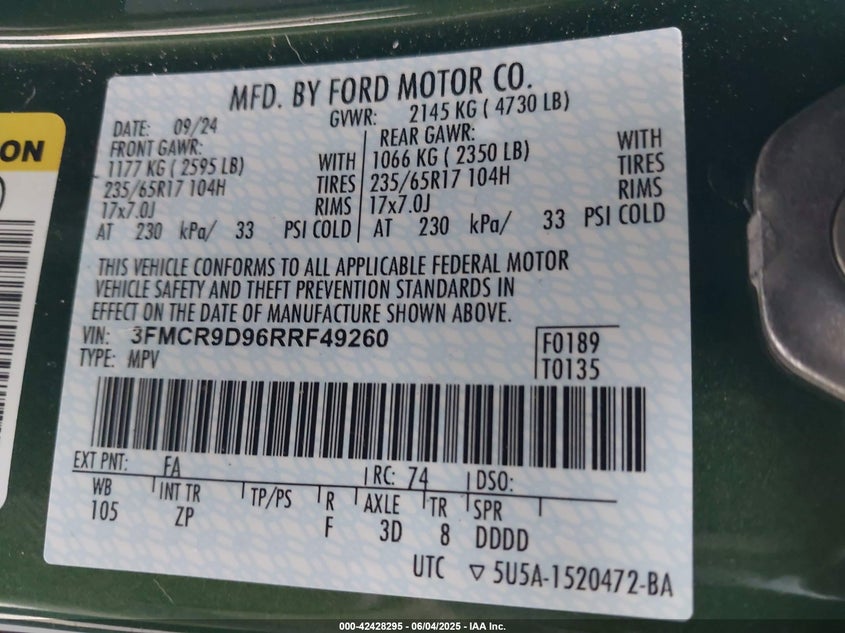 ON
MFD. BY FORD MOTOR CO.
DATE: 09/24 GVWR: 2145 KG ( 4730 LB)
FRONT GAWR: REAR GAWR:
1177 KG ( 2595 LB) WITH 1066 KG ( 2350 LB) WITH
235/65R17 104H TIRES 235/65R17 104H TIRES
17x7.0J RIMS 17x7.0J RIMS
AT 230 kPa/ 33 PSI COLD AT 230 kPa/ 33 PSI COLD
THIS VEHICLE CONFORMS TO ALL APPLICABLE FEDERAL MOTOR
VEHICLE SAFETY AND THEFT PREVENTION STANDARDS IN
EFFECT ON THE DATE OF MANUFACTURE SHOWN ABOVE.
VIN: 3FMCR9D96RRF49260 F0189
TYPE: MPV T0135
EXT PNT: FA RC: 74 DSO:
WB INT TR TP/PS R AXLE TR SPR
105 ZP F 3D 8 DDDD
UTC ▽ 5U5A-1520472-BA
000-42428295 - 06/04/2025 - IAA Inc.